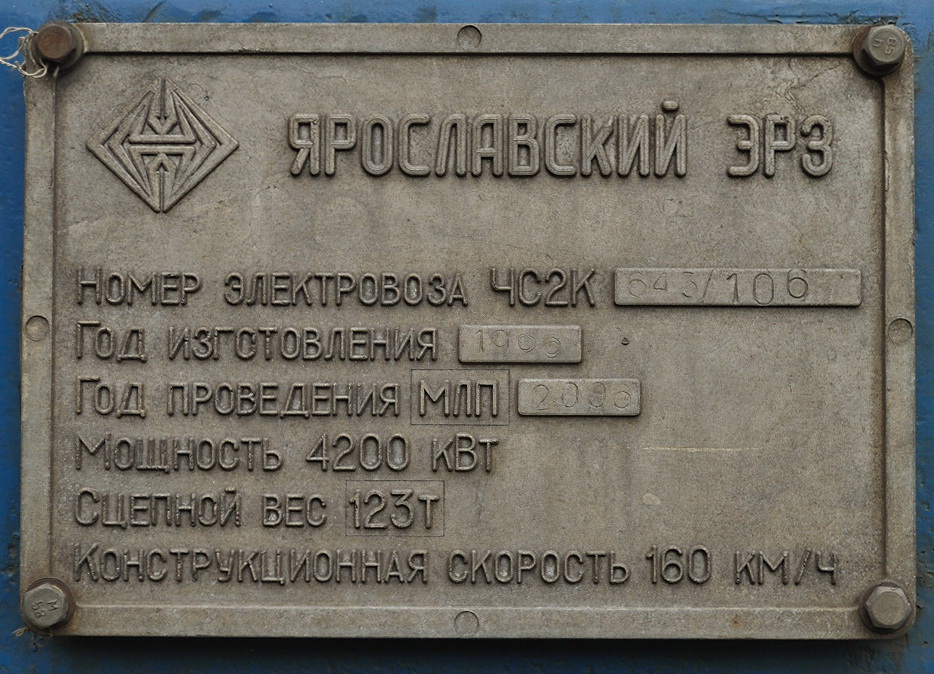 ЯРОСЛАВСКИЙ ЭРЗ
НОМЕР ЭЛЕКТРОВОЗА ЧС2К 643/106
ГОД ИЗГОТОВЛЕНИЯ
ГОД ПРОВЕДЕНИЯ МЛП
МОЩНОСТЬ 4200 КВТ
СЦЕПНОЙ ВЕС 123Т
КОНСТРУКЦИОННАЯ СКОРОСТЬ 160 КМ/Ч